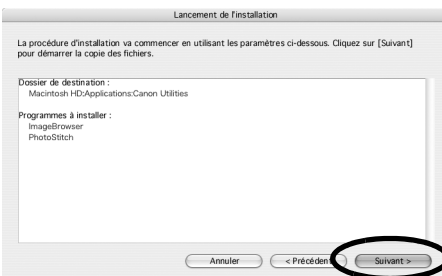 Lancement de l'installation
La procédure d'installation va commencer en utilisant les paramètres ci-dessous. Cliquez sur [Suivant]
pour démarrer la copie des fichiers.
Dossier de destination :
Macintosh HD:Applications:Canon Utilities
Programmes à installer :
ImageBrowser
PhotoStitch
Annuler
< Précéden
Suivant >